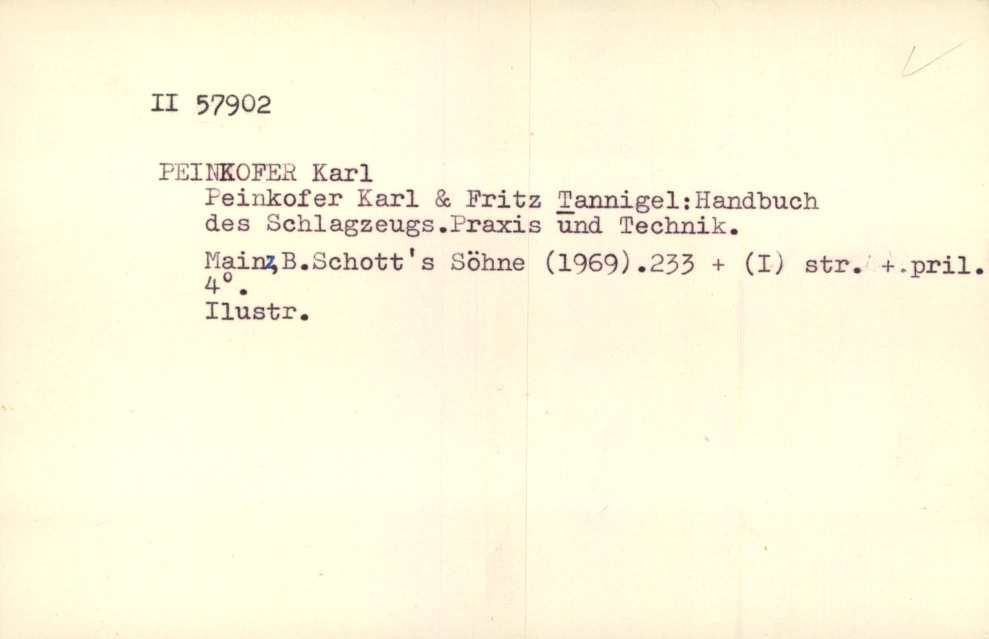 II 57902
PEINKOFER Karl
Peinkofer Karl & Fritz Tannigel:Handbuch
des Schlagzeugs.Praxis und Technik.
Mainz,B.Schott's Söhne (1969).233 + (I) str. +.pril.
4°.
Ilustr.